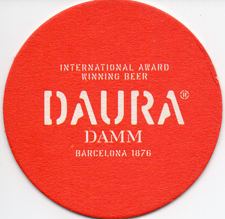 INTERNATIONAL AWARD
WINNING BEER
DAURA®
DAMM
BARCELONA 1876